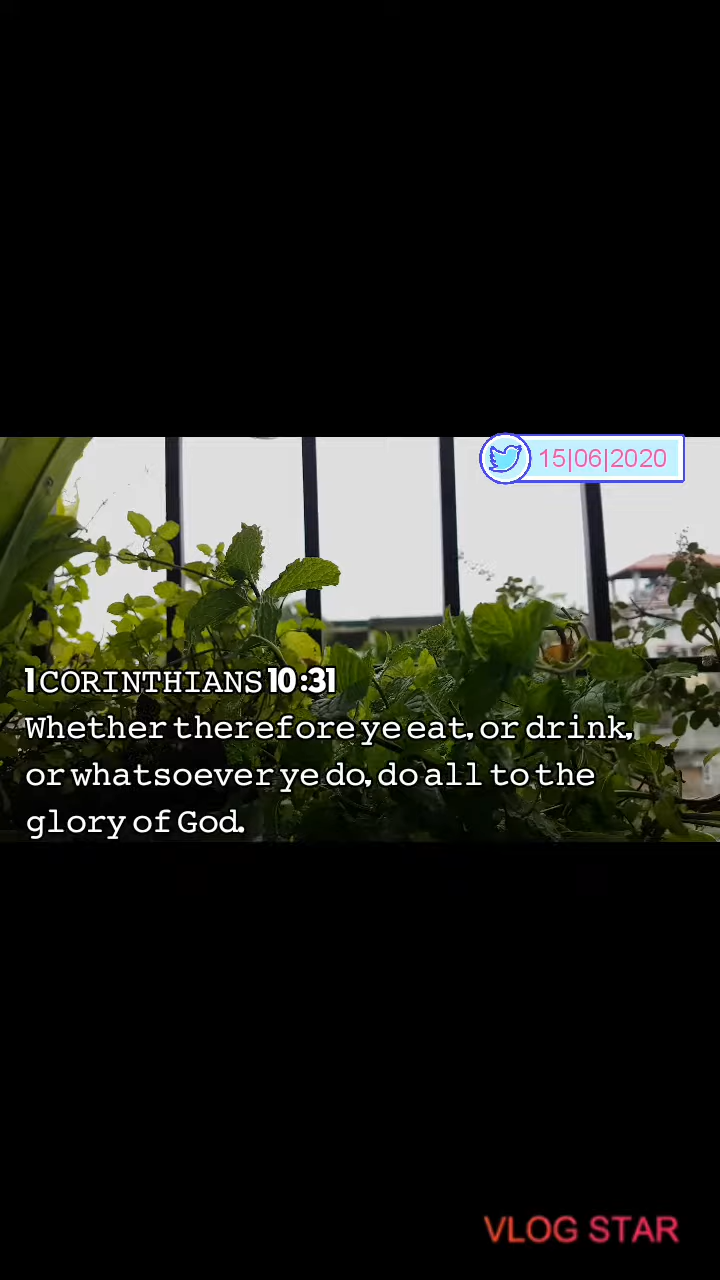 15|06|2020
1 CORINTHIANS 10:31
Whether therefore ye eat, or drink,
or whatsoever ye do, do all to the
glory of God.
VLOG STAR